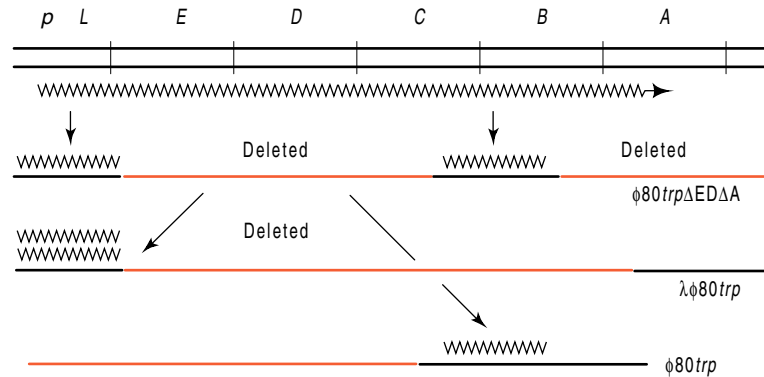 p L E D C B A
Deleted Deleted
ϕ80trpΔEDΔA
Deleted
λϕ80trp
ϕ80trp